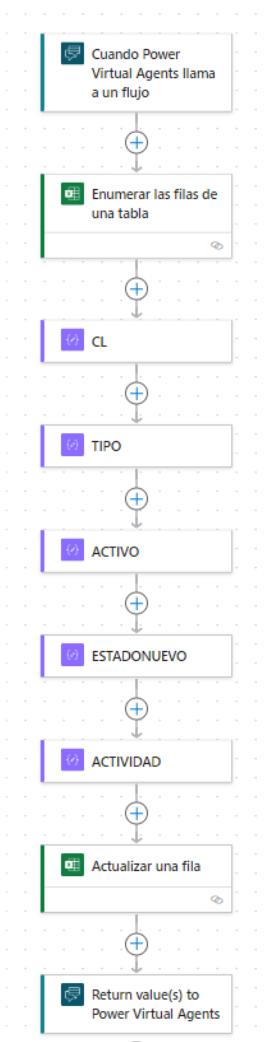 Cuando Power
Virtual Agents llama
a un flujo
Enumerar las filas de
una tabla
CL
TIPO
ACTIVO
ESTADONUEVO
ACTIVIDAD
Actualizar una fila
Return value(s) to
Power Virtual Agents